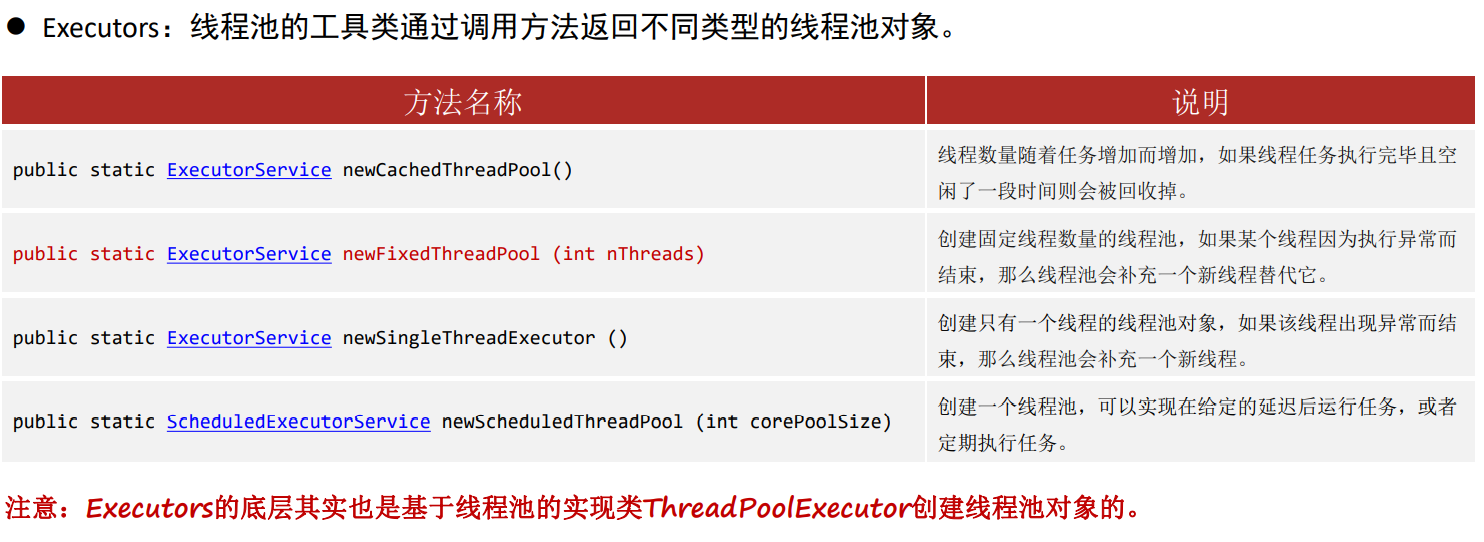 ● Executors：线程池的工具类通过调用方法返回不同类型的线程池对象。
方法名称
说明
public static ExecutorService newCachedThreadPool()
线程数量随着任务增加而增加，如果线程任务执行完毕且空
闲了一段时间则会被回收掉。
public static ExecutorService newFixedThreadPool (int nThreads)
创建固定线程数量的线程池，如果某个线程因为执行异常而
结束，那么线程池会补充一个新线程替代它。
public static ExecutorService newSingleThreadExecutor ()
创建只有一个线程的线程池对象，如果该线程出现异常而结
束，那么线程池会补充一个新线程。
public static ScheduledExecutorService newScheduledThreadPool (int corePoolSize)
创建一个线程池，可以实现在给定的延迟后运行任务，或者
定期执行任务。
注意：Executors的底层其实也是基于线程池的实现类ThreadPoolExecutor创建线程池对象的。